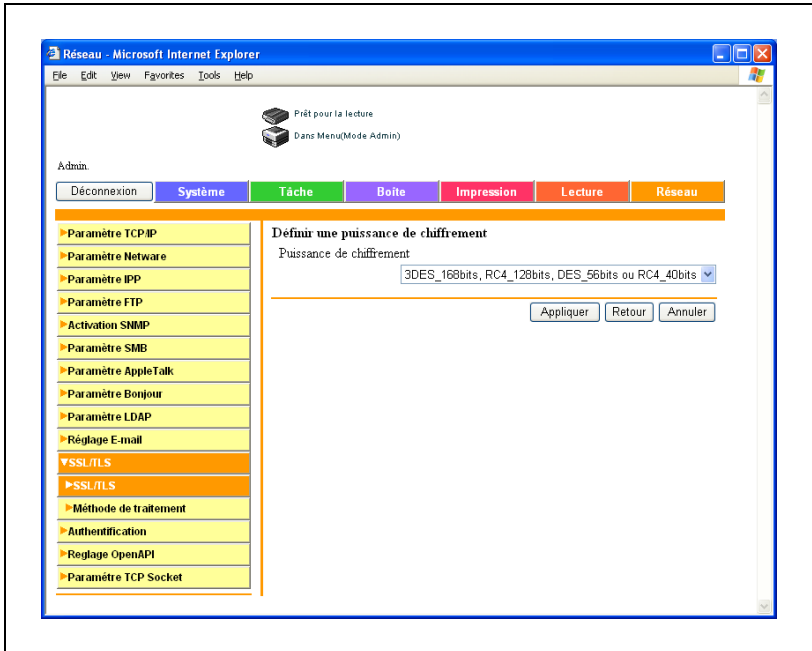 Réseau - Microsoft Internet Explorer
File Edit View Favorites Tools Help
Prêt pour la lecture
Dans Menu(Mode Admin)
Admin.
Déconnexion Système Tâche Boîte Impression Lecture Réseau
Paramètre TCP/IP
Paramètre Netware
Paramètre IPP
Paramètre FTP
Activation SNMP
Paramètre SMB
Paramètre AppleTalk
Paramètre Bonjour
Paramètre LDAP
Réglage E-mail
SSL/TLS
SSL/TLS
Méthode de traitement
Authentification
Reglage OpenAPI
Paramétre TCP Socket
Définir une puissance de chiffrement
Puissance de chiffrement
3DES_168bits, RC4_128bits, DES_56bits ou RC4_40bits
Appliquer Retour Annuler